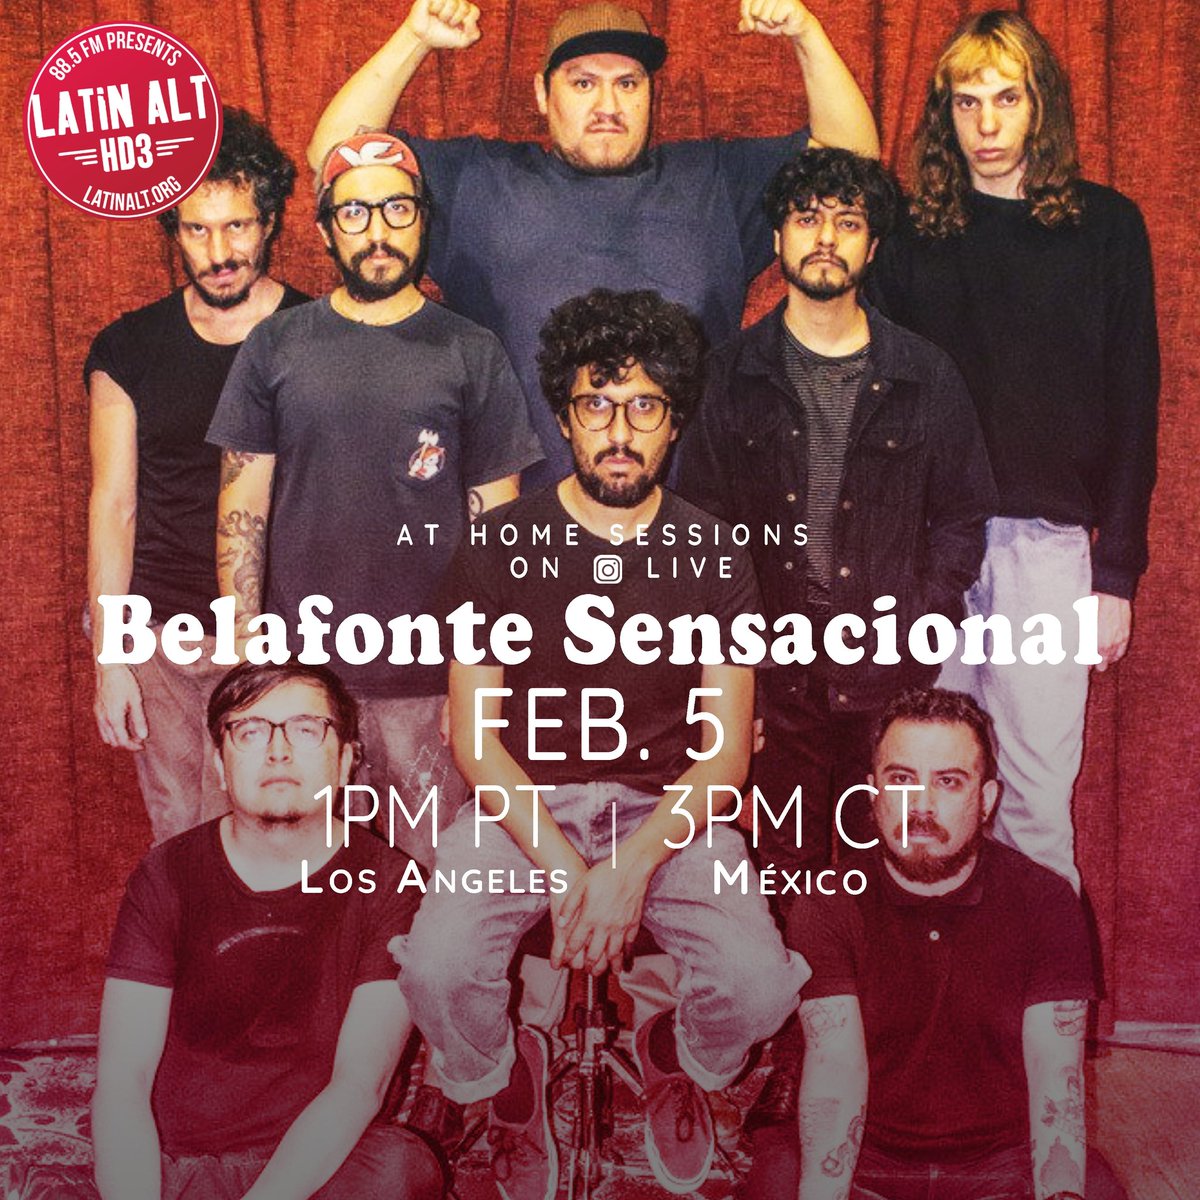 88.5 FM PRESENTS
LATiN ALT
HD3
LATINALT.ORG
AT HOME SESSIONS
ON LIVE
Belafonte Sensacional
FEB. 5
1PM PT | 3PM CT
LOS ANGELES MÉXICO